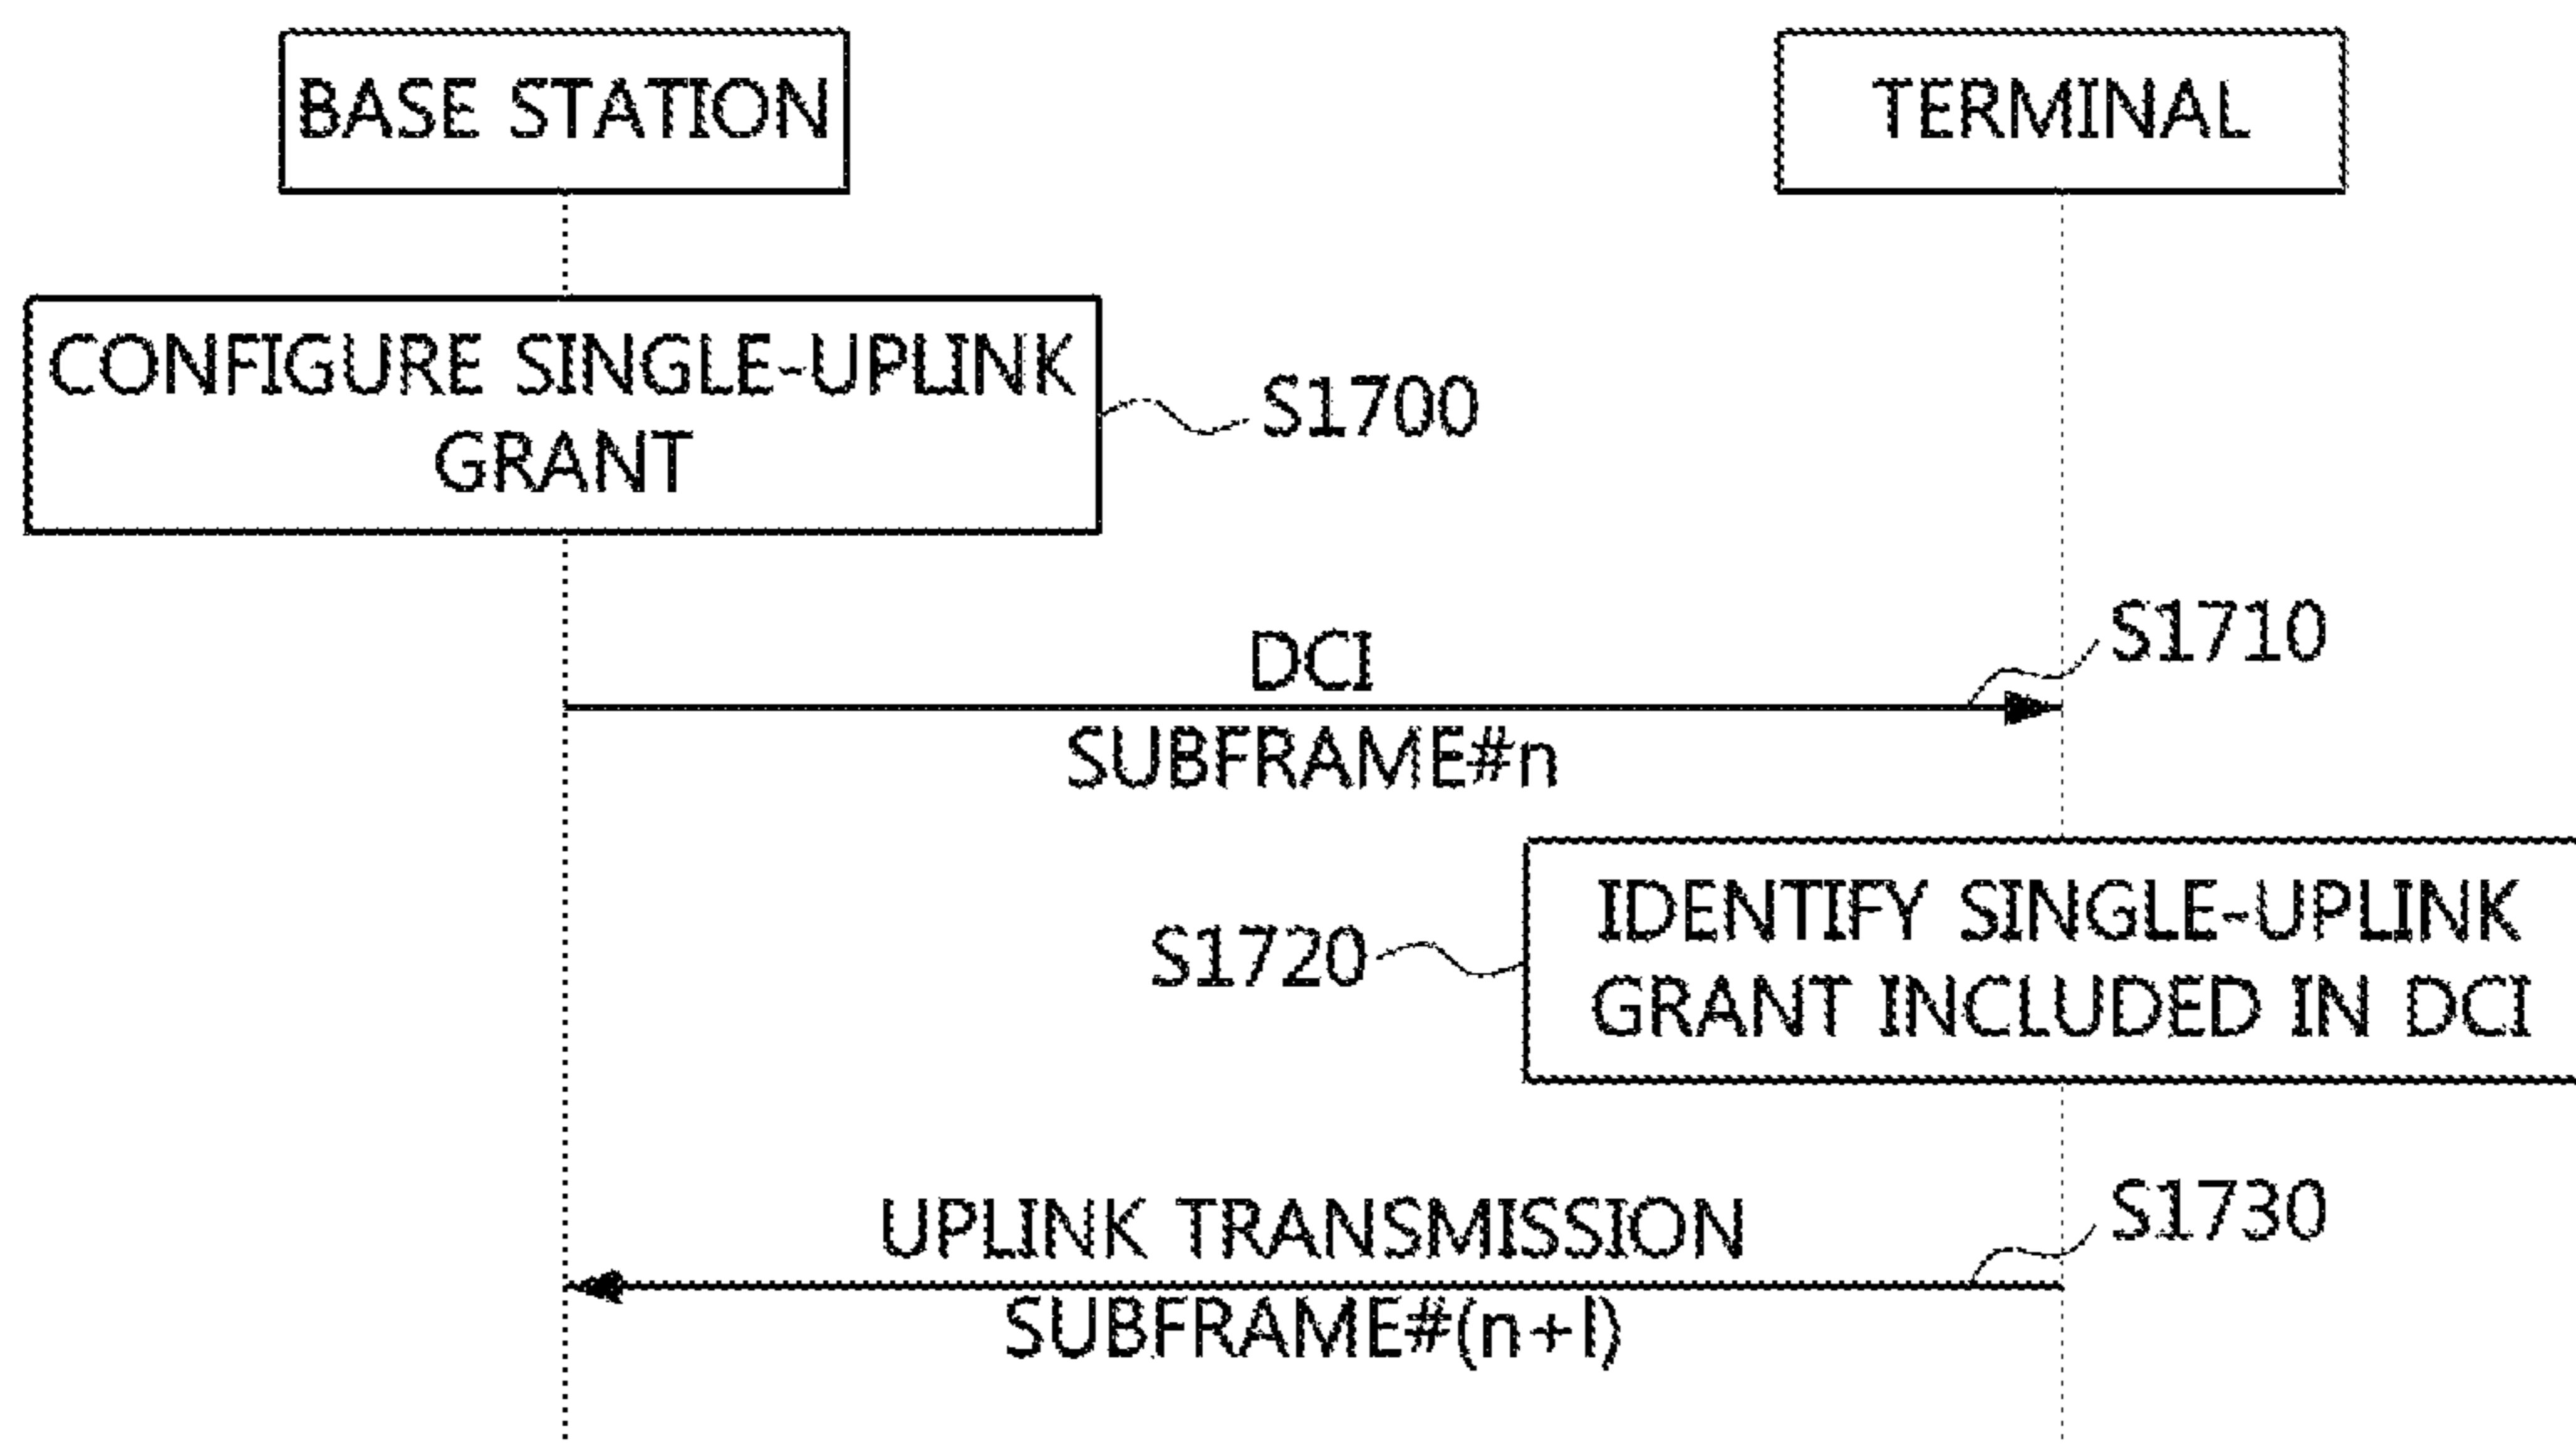 BASE STATION
TERMINAL
CONFIGURE SINGLE-UPLINK
GRANT
S1700
S1710
DCI
SUBFRAME#n
IDENTIFY SINGLE-UPLINK
GRANT INCLUDED IN DCI
S1720
S1730
UPLINK TRANSMISSION
SUBFRAME#(n+l)